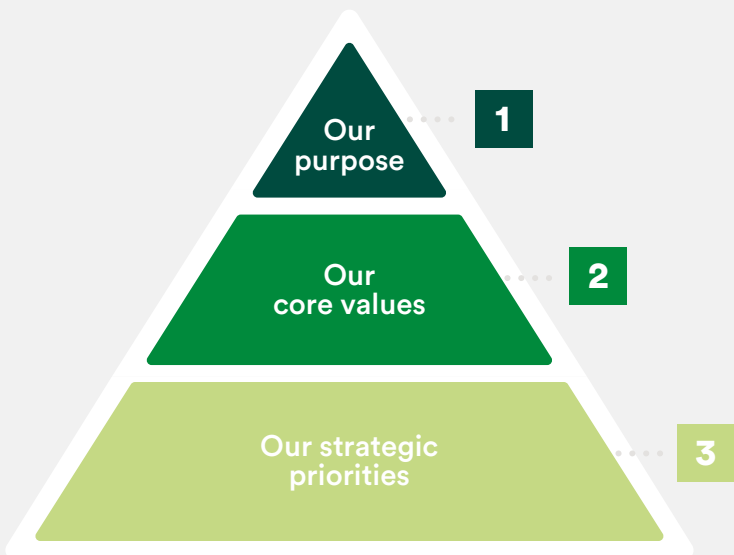 Our
purpose
1
Our
core values
2
Our strategic
priorities
3